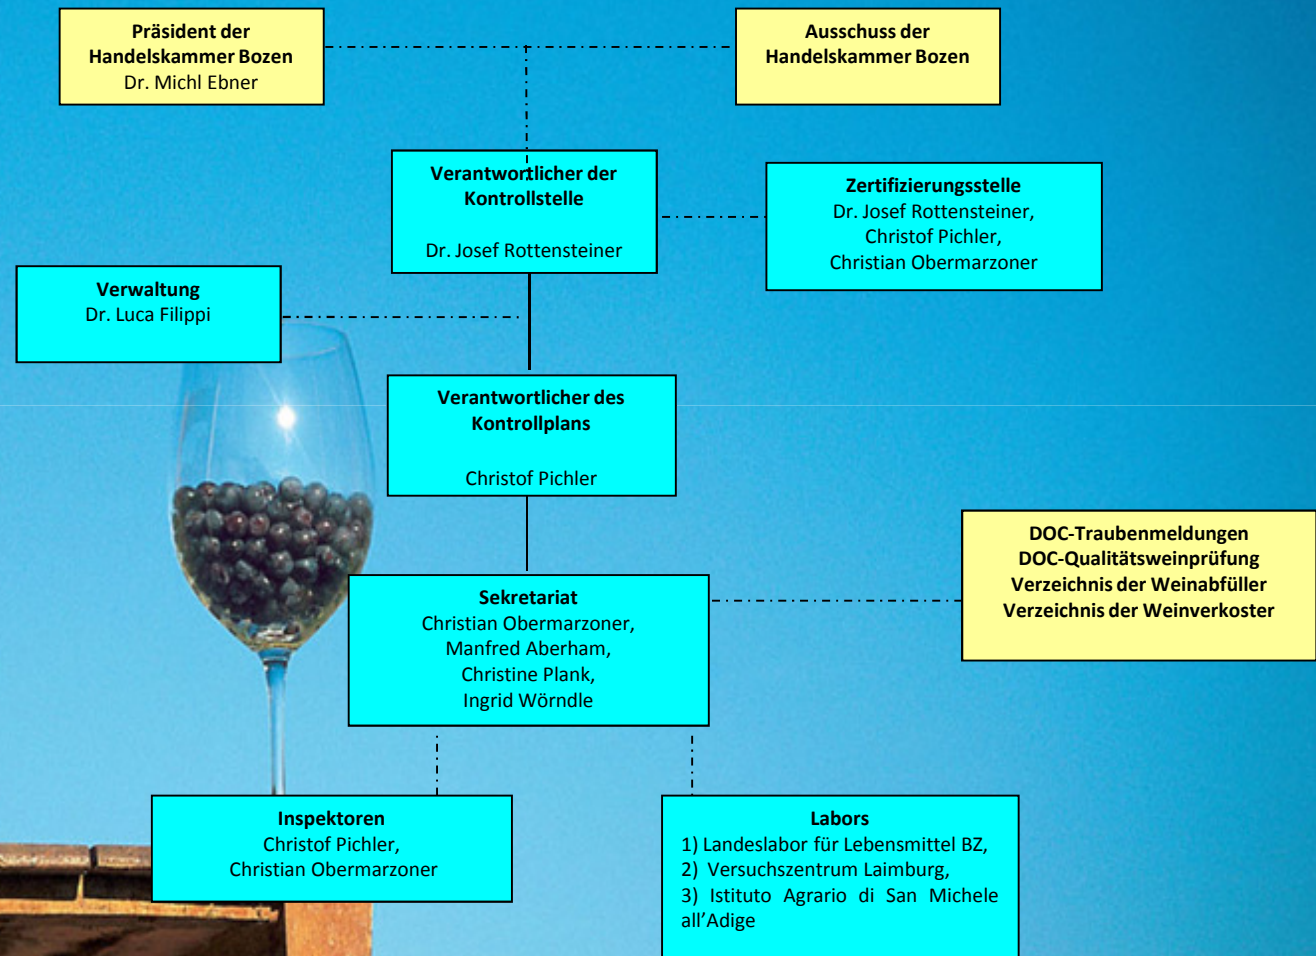 Präsident der
Handelskammer Bozen
Dr. Michl Ebner
Ausschuss der
Handelskammer Bozen
Verantwortlicher der
Kontrollstelle
Dr. Josef Rottensteiner
Zertifizierungsstelle
Dr. Josef Rottensteiner,
Christof Pichler,
Christian Obermarzoner
Verwaltung
Dr. Luca Filippi
Verantwortlicher des
Kontrollplans
Christof Pichler
DOC-Traubenmeldungen
DOC-Qualitätsweinprüfung
Verzeichnis der Weinabfüller
Verzeichnis der Weinverkoster
Sekretariat
Christian Obermarzoner,
Manfred Aberham,
Christine Plank,
Ingrid Wörndle
Inspektoren
Christof Pichler,
Christian Obermarzoner
Labors
1) Landeslabor für Lebensmittel BZ,
2) Versuchszentrum Laimburg,
3) Istituto Agrario di San Michele
all'Adige